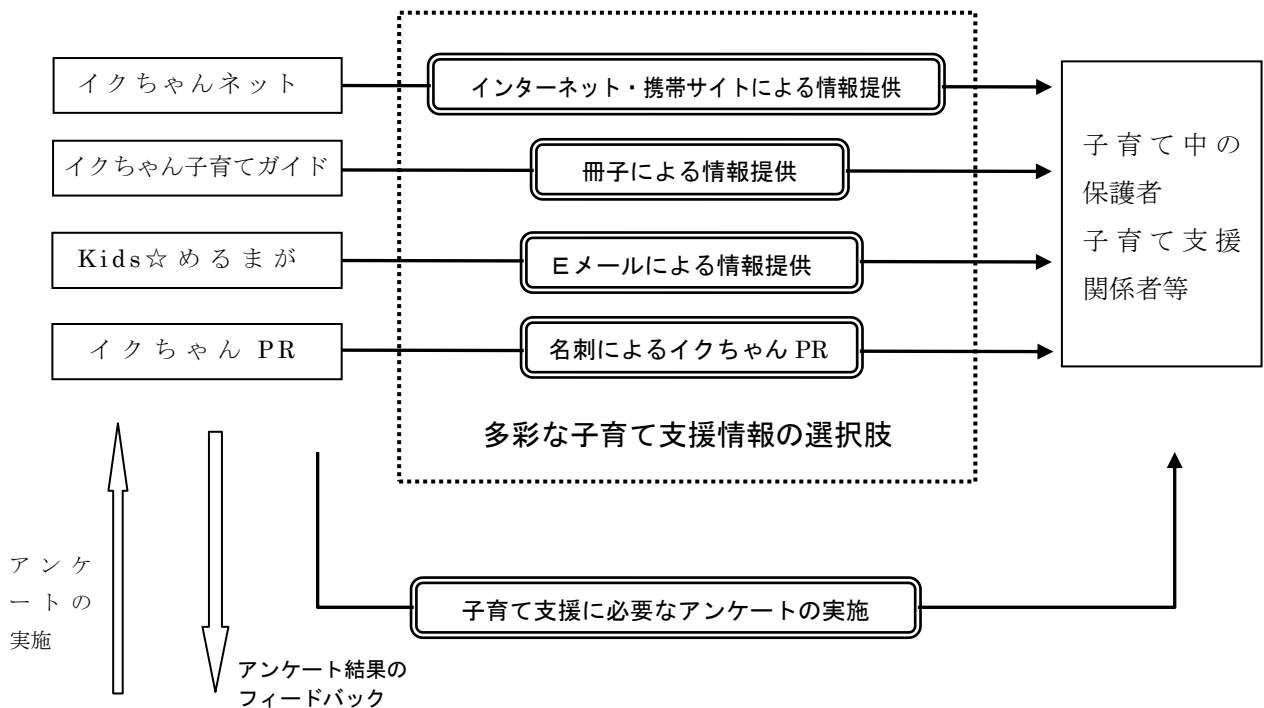 イクちゃんネット
インターネット・携帯サイトによる情報提供
イクちゃん子育てガイド
冊子による情報提供
Kids☆めるまが
Eメールによる情報提供
イクちゃん PR
名刺によるイクちゃん PR
子育て中の
保護者
子育て支援
関係者等
多彩な子育て支援情報の選択肢
アンケ
ートの
実施
子育て支援に必要なアンケートの実施
アンケート結果の
フィードバック